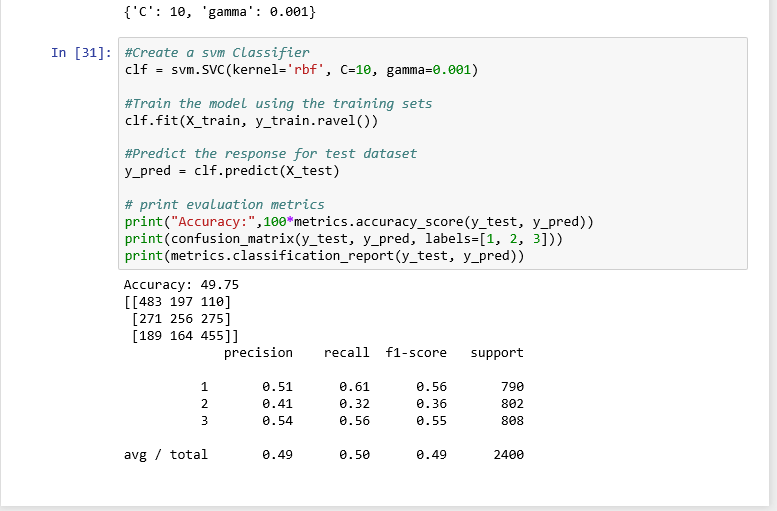 {'C': 10, 'gamma': 0.001}
In [31]: #Create a svm Classifier
clf = svm.SVC(kernel='rbf', C=10, gamma=0.001)
#Train the model using the training sets
clf.fit(X_train, y_train.ravel())
#Predict the response for test dataset
y_pred = clf.predict(X_test)
# print evaluation metrics
print("Accuracy:",100*metrics.accuracy_score(y_test, y_pred))
print(confusion_matrix(y_test, y_pred, labels=[1, 2, 3]))
print(metrics.classification_report(y_test, y_pred))
Accuracy: 49.75
[[483 197 110]
[271 256 275]
[189 164 455]]
precision recall f1-score support
1 0.51 0.61 0.56 790
2 0.41 0.32 0.36 802
3 0.54 0.56 0.55 808
avg / total 0.49 0.50 0.49 2400